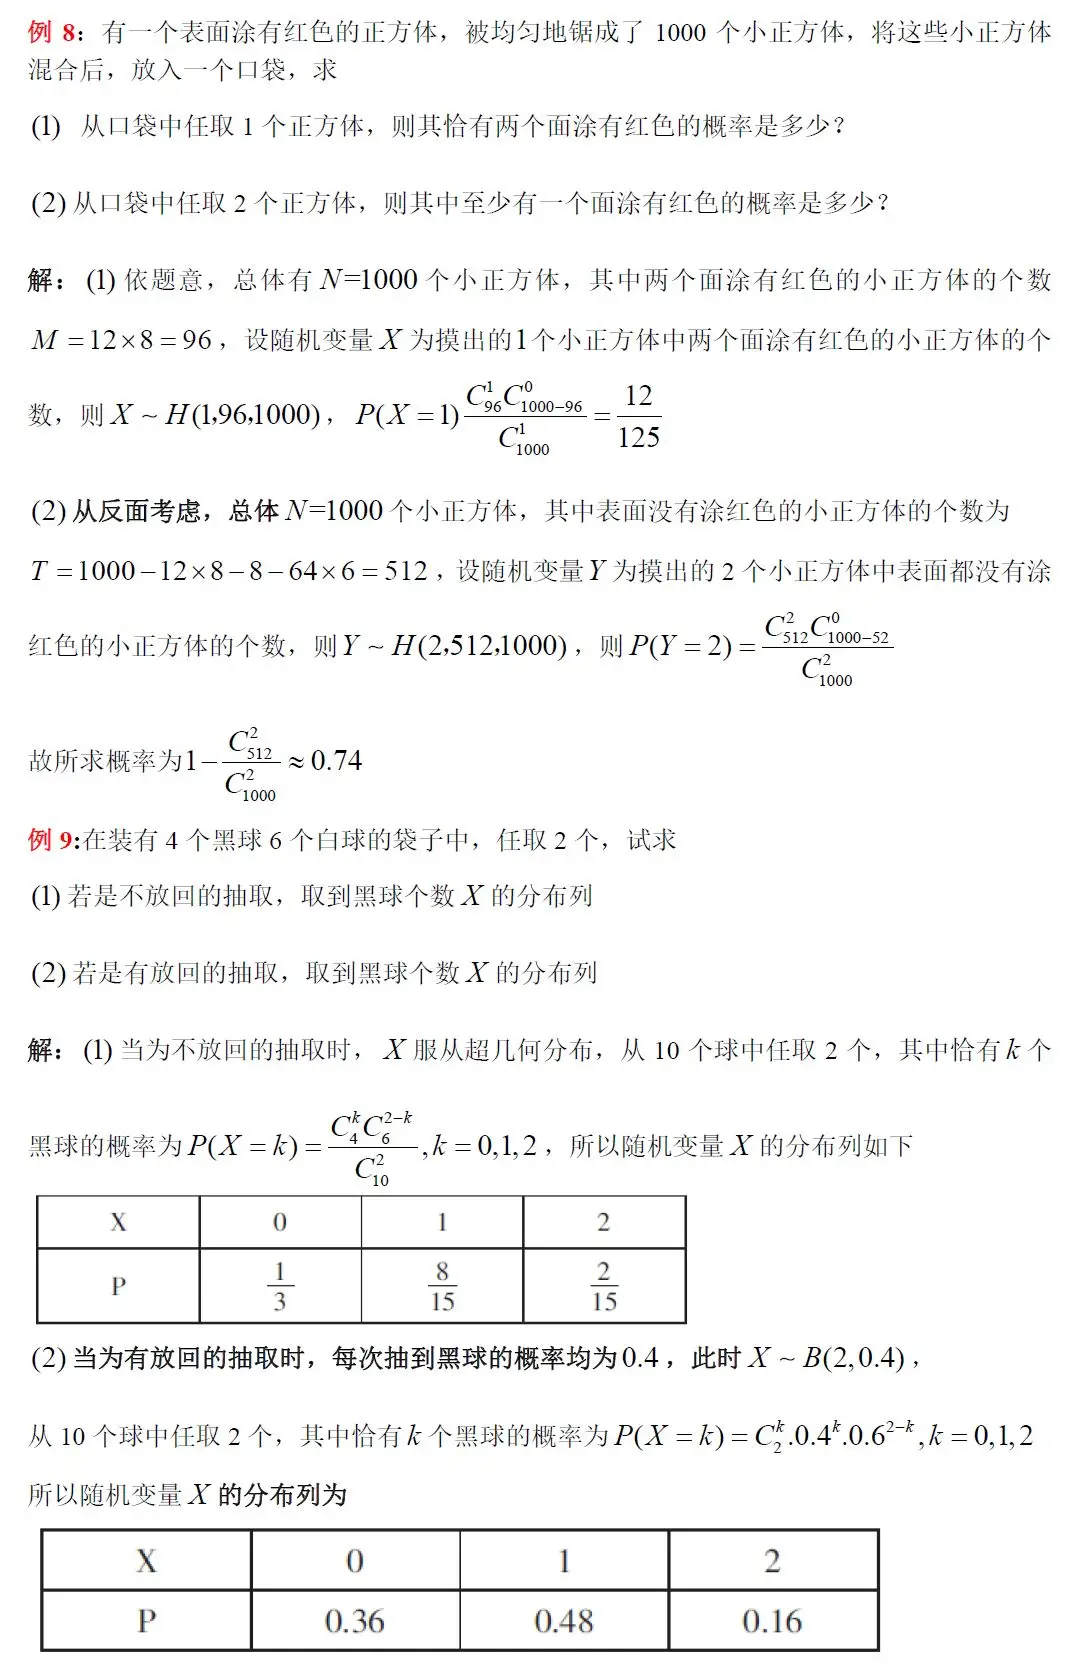 例 8：有一个表面涂有红色的正方体，被均匀地锯成了 1000 个小正方体，将这些小正方体
混合后，放入一个口袋，求
(1) 从口袋中任取 1 个正方体，则其恰有两个面涂有红色的概率是多少？
(2) 从口袋中任取 2 个正方体，则其中至少有一个面涂有红色的概率是多少？
解： (1) 依题意，总体有 N=1000 个小正方体，其中两个面涂有红色的小正方体的个数
M = 12×8 = 96 ，设随机变量 X 为摸出的1个小正方体中两个面涂有红色的小正方体的个
数，则 X ~ H(1,96,1000)， P(X = 1) \frac{C_{96}^{1}C_{1000-96}^{0}}{C_{1000}^{1}} = \frac{12}{125}
(2) 从反面考虑，总体 N=1000 个小正方体，其中表面没有涂红色的小正方体的个数为
T = 1000−12×8−8−64×6 = 512 ，设随机变量 Y 为摸出的 2 个小正方体中表面都没有涂
红色的小正方体的个数，则 Y ~ H(2,512,1000) ，则 P(Y = 2) = \frac{C_{512}^{2}C_{1000-52}^{0}}{C_{1000}^{2}}
故所求概率为 1−\frac{C_{512}^{2}}{C_{1000}^{2}} ≈ 0.74
例 9:在装有 4 个黑球 6 个白球的袋子中，任取 2 个，试求
(1) 若是不放回的抽取，取到黑球个数 X 的分布列
(2) 若是有放回的抽取，取到黑球个数 X 的分布列
解： (1) 当为不放回的抽取时， X 服从超几何分布，从 10 个球中任取 2 个，其中恰有 k 个
黑球的概率为 P(X = k) = \frac{C_{4}^{k}C_{6}^{2-k}}{C_{10}^{2}}, k = 0,1,2 ，所以随机变量 X 的分布列如下
X 0 1 2
P \frac{1}{3} \frac{8}{15} \frac{2}{15}
(2) 当为有放回的抽取时，每次抽到黑球的概率均为 0.4 ，此时 X ~ B(2,0.4) ，
从 10 个球中任取 2 个，其中恰有 k 个黑球的概率为 P(X = k) = C_{2}^{k}.0.4^{k}.0.6^{2-k}, k = 0,1,2
所以随机变量 X 的分布列为
X 0 1 2
P 0.36 0.48 0.16